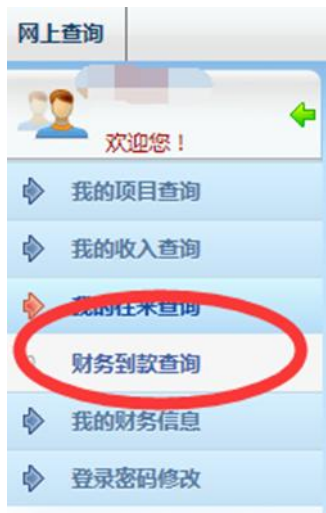 网上查询
欢迎您！
我的项目查询
我的收入查询
我的往来查询
财务到款查询
我的财务信息
登录密码修改